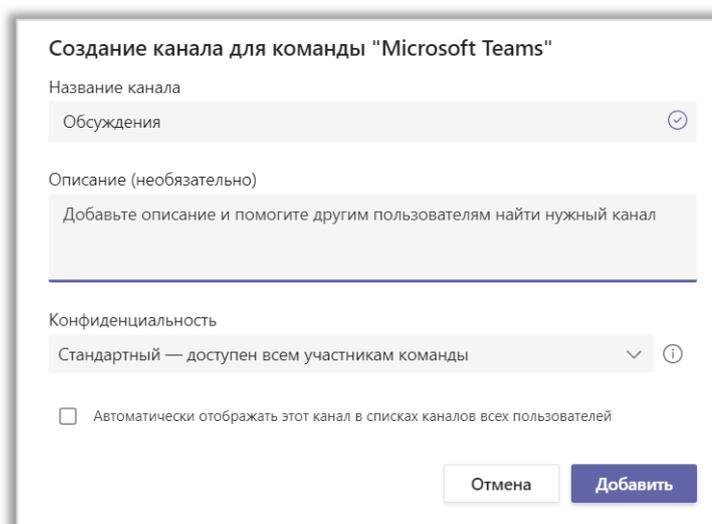 Создание канала для команды "Microsoft Teams"
Название канала
Обсуждения
Описание (необязательно)
Добавьте описание и помогите другим пользователям найти нужный канал
Конфиденциальность
Стандартный — доступен всем участникам команды
Автоматически отображать этот канал в списках каналов всех пользователей
Отмена Добавить